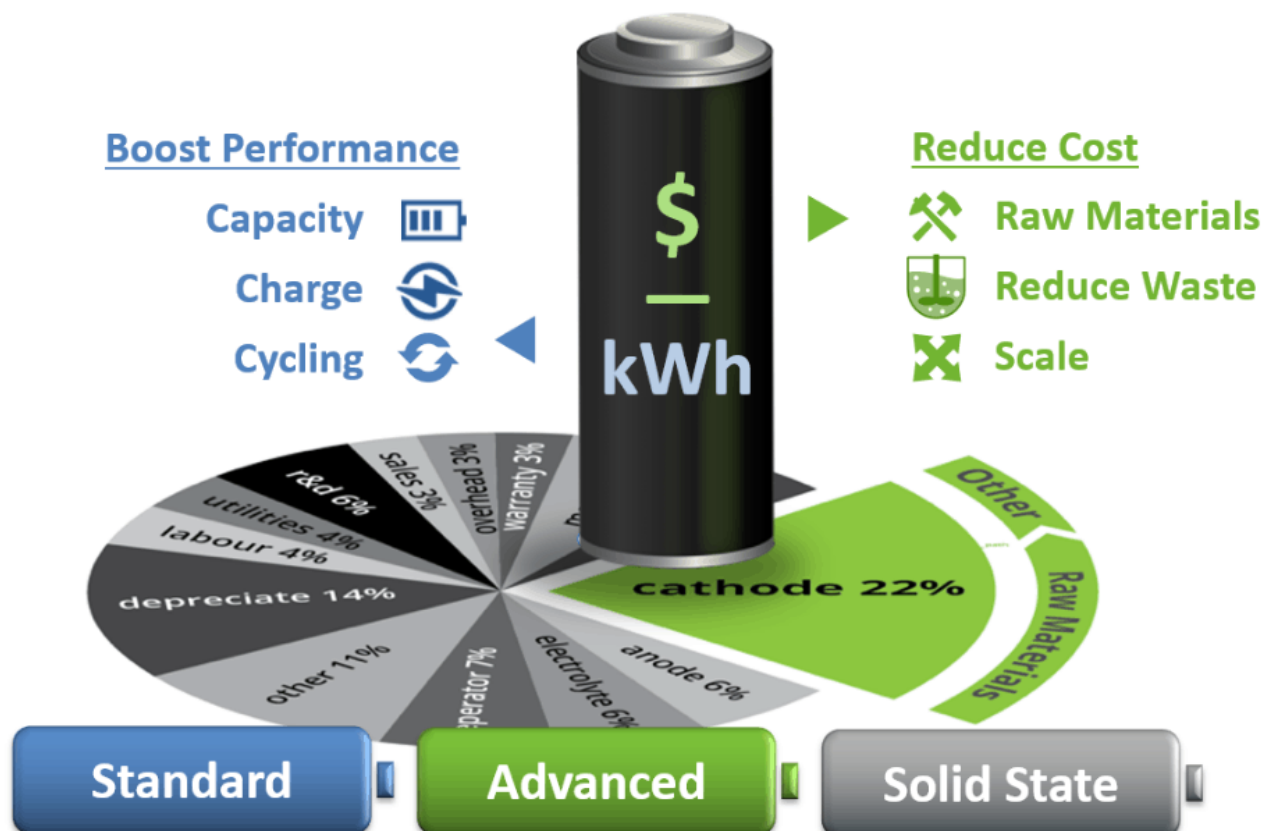 Boost Performance
Capacity
Charge
Cycling
$
kWh
Reduce Cost
Raw Materials
Reduce Waste
Scale
sales 3%
overhead 3%
warranty 3%
r&d 6%
utilities 4%
labour 4%
depreciate 14%
other 11%
eperator 7%
electrolyte 6%
anode 6%
cathode 22%
Other
Raw Materials
Standard
Advanced
Solid State